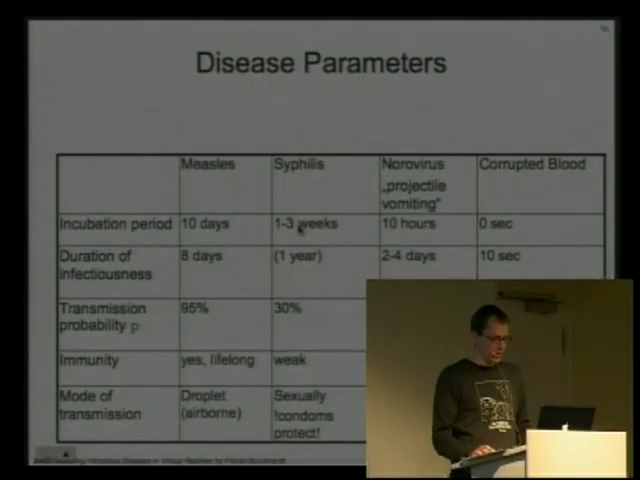 Disease Parameters
Measles
Syphilis
Norovirus
Corrupted Blood
„projectile
vomiting"
Incubation period
10 days
1-3 weeks
10 hours
0 sec
Duration of
infectiousness
8 days
(1 year)
2-4 days
10 sec
Transmission
probability p
95%
30%
Immunity
yes, lifelong
weak
Mode of
transmission
Droplet
(airborne)
Sexually
!condoms
protect!